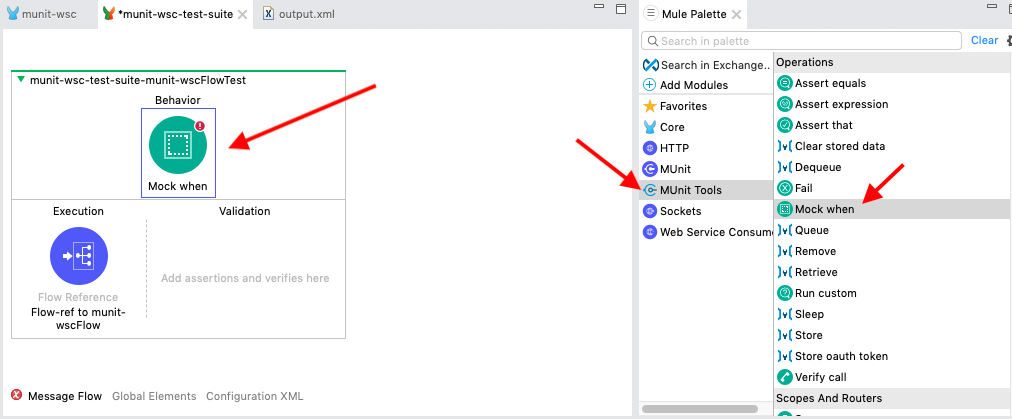 munit-wsc
*munit-wsc-test-suite
output.xml
munit-wsc-test-suite-munit-wscFlowTest
Behavior
Mock when
Execution
Validation
Flow Reference
Flow-ref to munit-
wscFlow
Add assertions and verifies here
Message Flow
Global Elements
Configuration XML
Mule Palette
Search in palette
Clear
Search in Exchange..
Add Modules
Favorites
Core
HTTP
MUnit
MUnit Tools
Sockets
Web Service Consume
Operations
Assert equals
Assert expression
Assert that
Clear stored data
Dequeue
Fail
Mock when
Queue
Remove
Retrieve
Run custom
Sleep
Store
Store oauth token
Verify call
Scopes And Routers